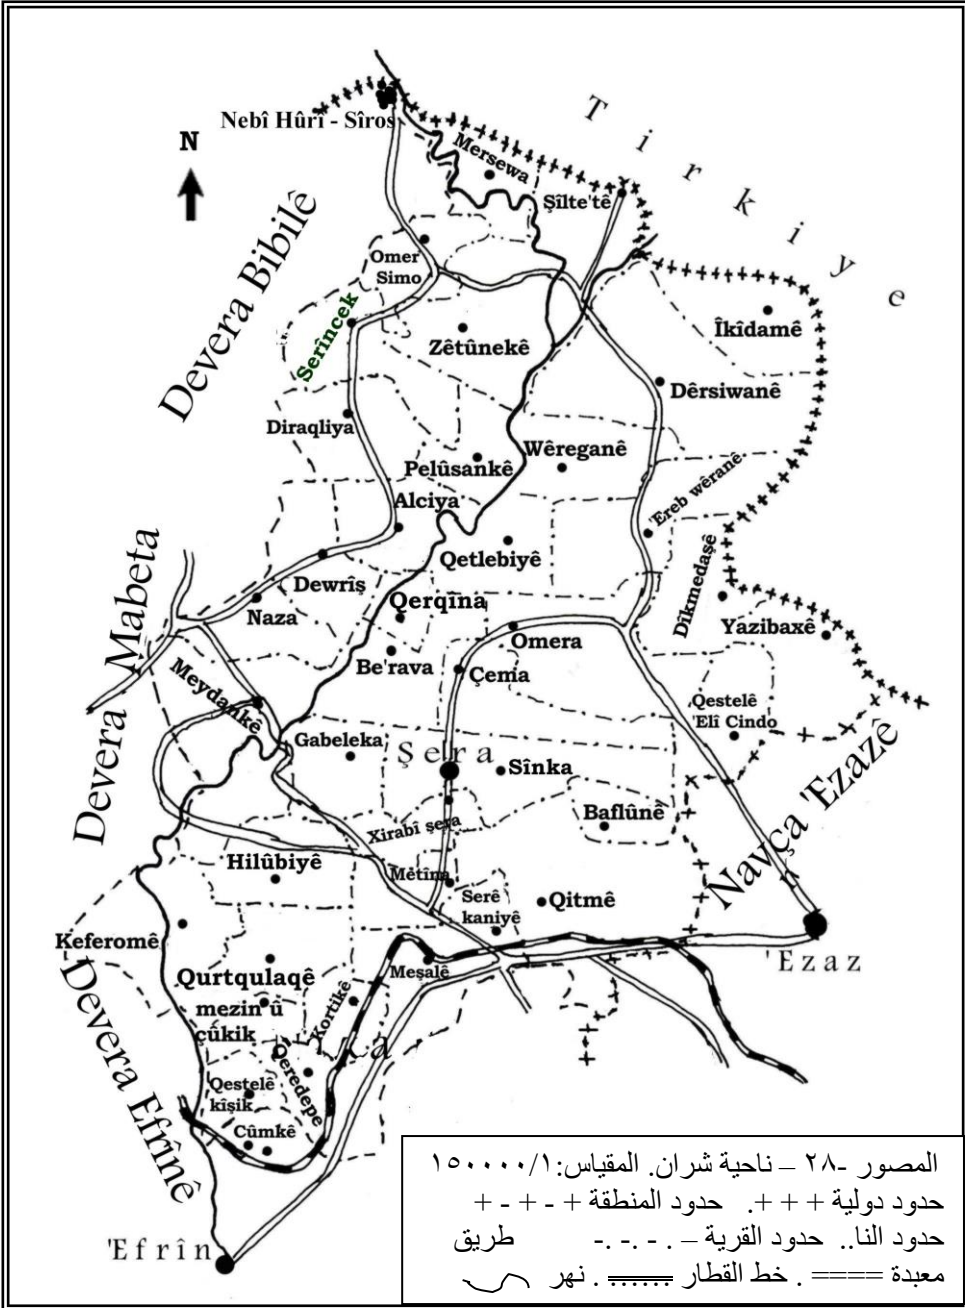 Nebî Hûrî - Sîros
N
Tirkiye
Mersewa
Şîlte'tê
Devera Bibilê
Omer
Simo
Serîncek
Zêtûnekê
Îkîdamê
Dêrsiwanê
Diraqliya
Pelûsankê
Wêreganê
Alciya
'Ereb wêranê
Qetlebiyê
Dewrîş
Naza
Qerqîna
Dîkmedaşê
Yazibaxê
Omera
Be'rava
Çema
Devera Mabeta
Meydankê
Qestelê
'Elî Cindo
Gabeleka
Şera
Sînka
Navça 'Ezazê
Baflûnê
Xirabî şera
Hilûbiyê
Metîna
Serê
kaniyê
Qitmê
Keferomê
'Ezaz
Meşalê
Qurtqulaqê
mezin û
çûkik
Kortikê
Qeredepe
Qestelê
kîşik
Cûmkê
Devera Efrînê
'Efrîn
المصور -٢٨ – ناحية شران. المقياس: ١/١٥٠٠٠٠
حدود دولية + + +. حدود المنطقة + - + - +
حدود النا.. حدود القرية – . - .-. .- طريق
معبدة ==== . خط القطار ...... . نهر